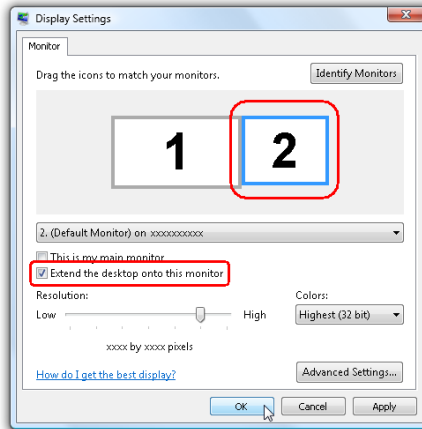 Display Settings
Monitor
Drag the icons to match your monitors.
Identify Monitors
1
2
2. (Default Monitor) on xxxxxxxxxx
This is my main monitor
Extend the desktop onto this monitor
Resolution:
Colors:
Low
High
Highest (32 bit)
xxxx by xxxx pixels
How do I get the best display?
Advanced Settings...
OK
Cancel
Apply